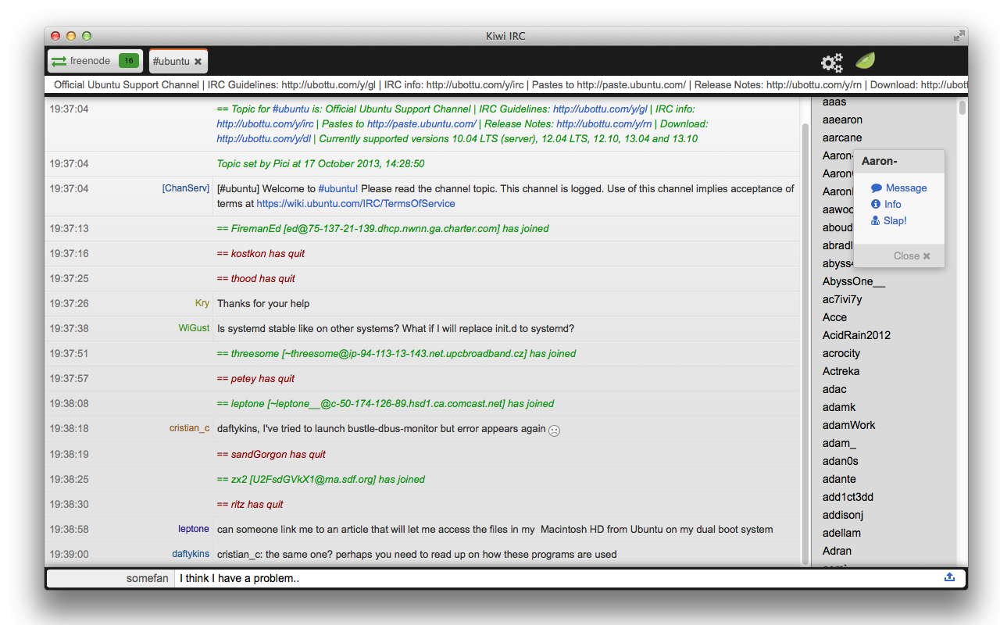 Kiwi IRC
freenode 16 #ubuntu
Official Ubuntu Support Channel | IRC Guidelines: http://ubottu.com/y/gl | IRC info: http://ubottu.com/y/irc | Pastes to http://paste.ubuntu.com/ | Release Notes: http://ubottu.com/y/rn | Download: http://ubott
19:37:04 == Topic for #ubuntu is: Official Ubuntu Support Channel | IRC Guidelines: http://ubottu.com/y/gl | IRC info:
http://ubottu.com/y/irc | Pastes to http://paste.ubuntu.com/ | Release Notes: http://ubottu.com/y/rn | Download:
http://ubottu.com/y/dl | Currently supported versions 10.04 LTS (server), 12.04 LTS, 12.10, 13.04 and 13.10
19:37:04 Topic set by Pici at 17 October 2013, 14:28:50
19:37:04 [ChanServ] [#ubuntu] Welcome to #ubuntu! Please read the channel topic. This channel is logged. Use of this channel implies acceptance of
terms at https://wiki.ubuntu.com/IRC/TermsOfService
19:37:13 == FiremanEd [ed@75-137-21-139.dhcp.nwnn.ga.charter.com] has joined
19:37:16 == kostkon has quit
19:37:25 == thood has quit
19:37:26 Kry Thanks for your help
19:37:38 WiGust Is systemd stable like on other systems? What if I will replace init.d to systemd?
19:37:51 == threesome [~threesome@ip-94-113-13-143.net.upcbroadband.cz] has joined
19:37:57 == petey has quit
19:38:08 == leptone [~leptone__@c-50-174-126-89.hsd1.ca.comcast.net] has joined
19:38:18 cristian_c daftykins, I've tried to launch bustle-dbus-monitor but error appears again
19:38:19 == sandGorgon has quit
19:38:25 == zx2 [U2FsdGVkX1@ma.sdf.org] has joined
19:38:30 == ritz has quit
19:38:58 leptone can someone link me to an article that will let me access the files in my  Macintosh HD from Ubuntu on my dual boot system
19:39:00 daftykins cristian_c: the same one? perhaps you need to read up on how these programs are used
somefan I think I have a problem..
aaas
aaearon
aarcane
Aaron-
Aaron
Aaron
aawoo
aboud
abradl
abyss
AbyssOne__
ac7ivi7y
Acce
AcidRain2012
acrocity
Actreka
adac
adamk
adamWork
adam_
adan0s
adante
add1ct3dd
addisonj
adellam
Adran
Aaron-
Message
Info
Slap!
Close